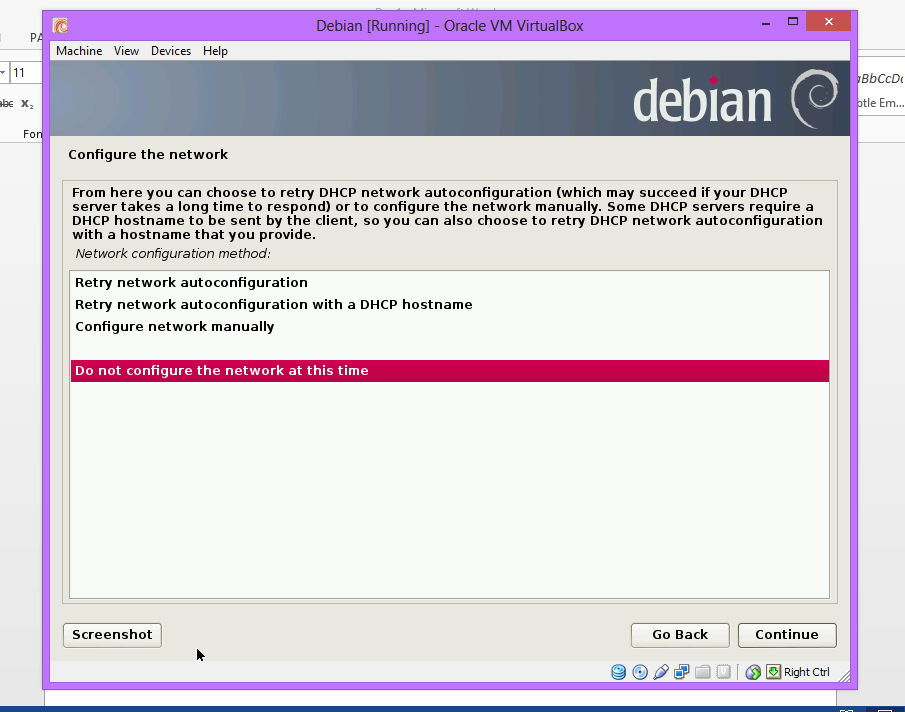 Debian [Running] - Oracle VM VirtualBox
PA
Machine View Devices Help
11
BbCcD
abc x₂
tle Em...
Fon
debian
Configure the network
From here you can choose to retry DHCP network autoconfiguration (which may succeed if your DHCP
server takes a long time to respond) or to configure the network manually. Some DHCP servers require a
DHCP hostname to be sent by the client, so you can also choose to retry DHCP network autoconfiguration
with a hostname that you provide.
Network configuration method:
Retry network autoconfiguration
Retry network autoconfiguration with a DHCP hostname
Configure network manually
Do not configure the network at this time
Screenshot Go Back Continue
Right Ctrl